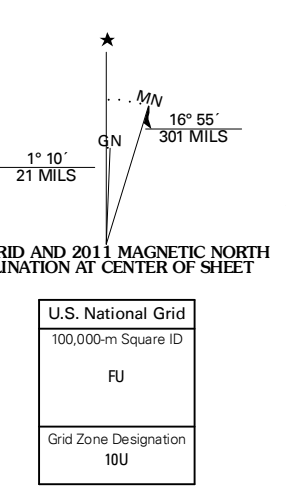 MN
16° 55´
301 MILS
GN
1° 10´
21 MILS
RID AND 2011 MAGNETIC NORTH
INATION AT CENTER OF SHEET
U.S. National Grid
100,000-m Square ID
FU
Grid Zone Designation
10U